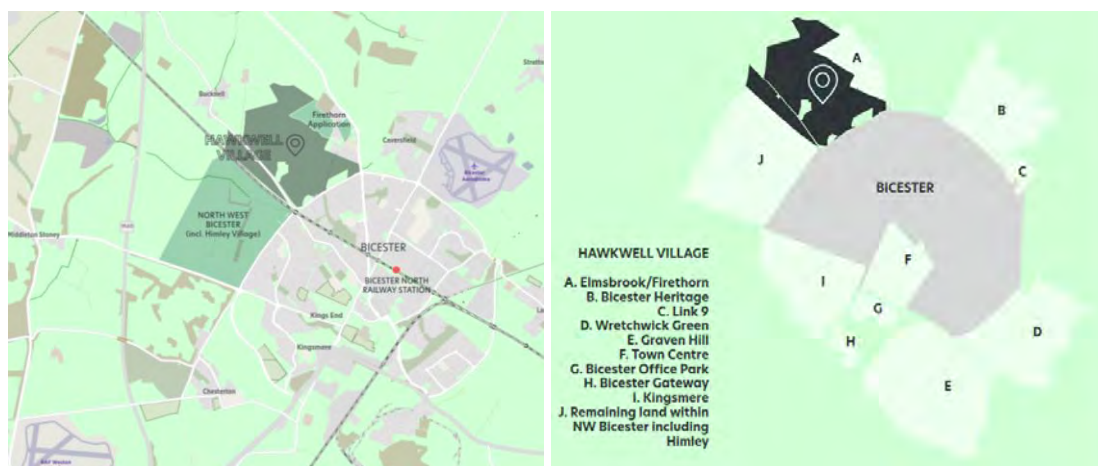 Bucknell
Firethorn
Application
HAWKWELL
VILLAGE
Caversfield
Bicester
Aerodrome
NORTH WEST
BICESTER
(incl. Himley Village)
Middleton Stoney
BICESTER
BICESTER NORTH
RAILWAY STATION
Kings End
Kingsmere
Chesterton
A
B
J
C
BICESTER
F
I
G
H
D
E
HAWKWELL VILLAGE
A. Elmsbrook/Firethorn
B. Bicester Heritage
C. Link 9
D. Wretchwick Green
E. Graven Hill
F. Town Centre
G. Bicester Office Park
H. Bicester Gateway
I. Kingsmere
J. Remaining land within
NW Bicester including
Himley